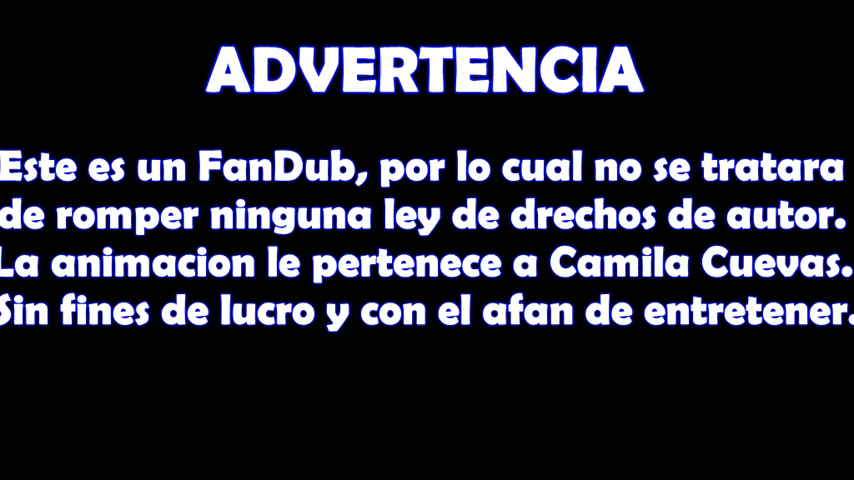 ADVERTENCIA
Este es un FanDub, por lo cual no se tratara
de romper ninguna ley de drechos de autor.
La animacion le pertenece a Camila Cuevas.
Sin fines de lucro y con el afan de entretener.